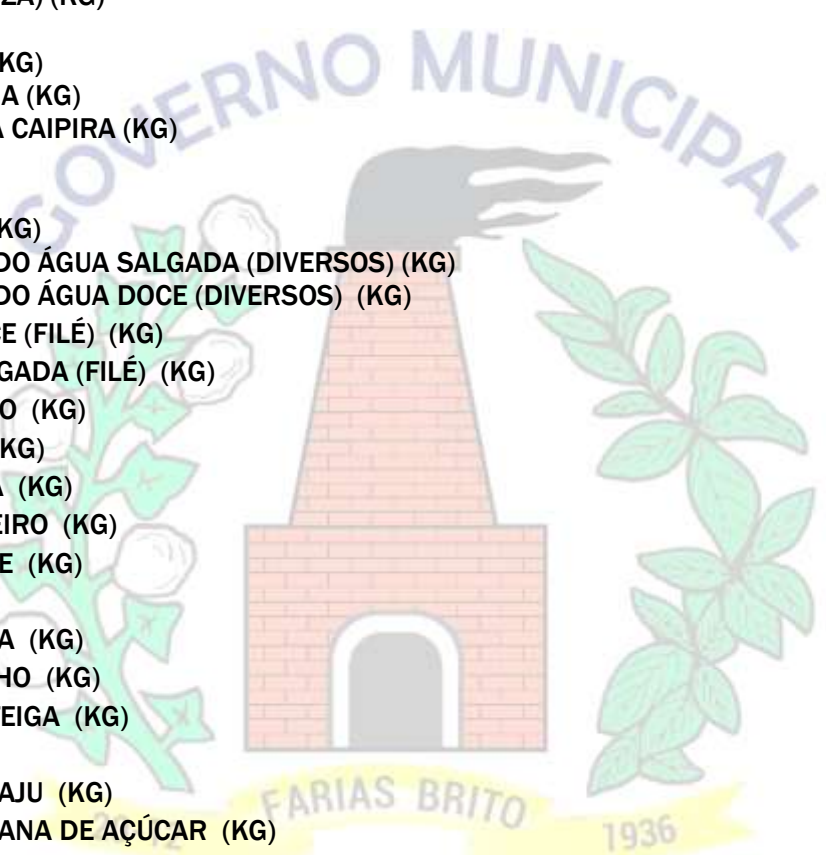 ZA) (KG)
KG)
A (KG)
A CAIPIRA (KG)
KG)
DO ÁGUA SALGADA (DIVERSOS) (KG)
DO ÁGUA DOCE (DIVERSOS) (KG)
E (FILÉ) (KG)
GADA (FILÉ) (KG)
O (KG)
KG)
A (KG)
EIRO (KG)
E (KG)
A (KG)
HO (KG)
EIGA (KG)
AJU (KG)
ANA DE AÇÚCAR (KG)
GOVERNO MUNICIPAL
FARIAS BRITO
1936